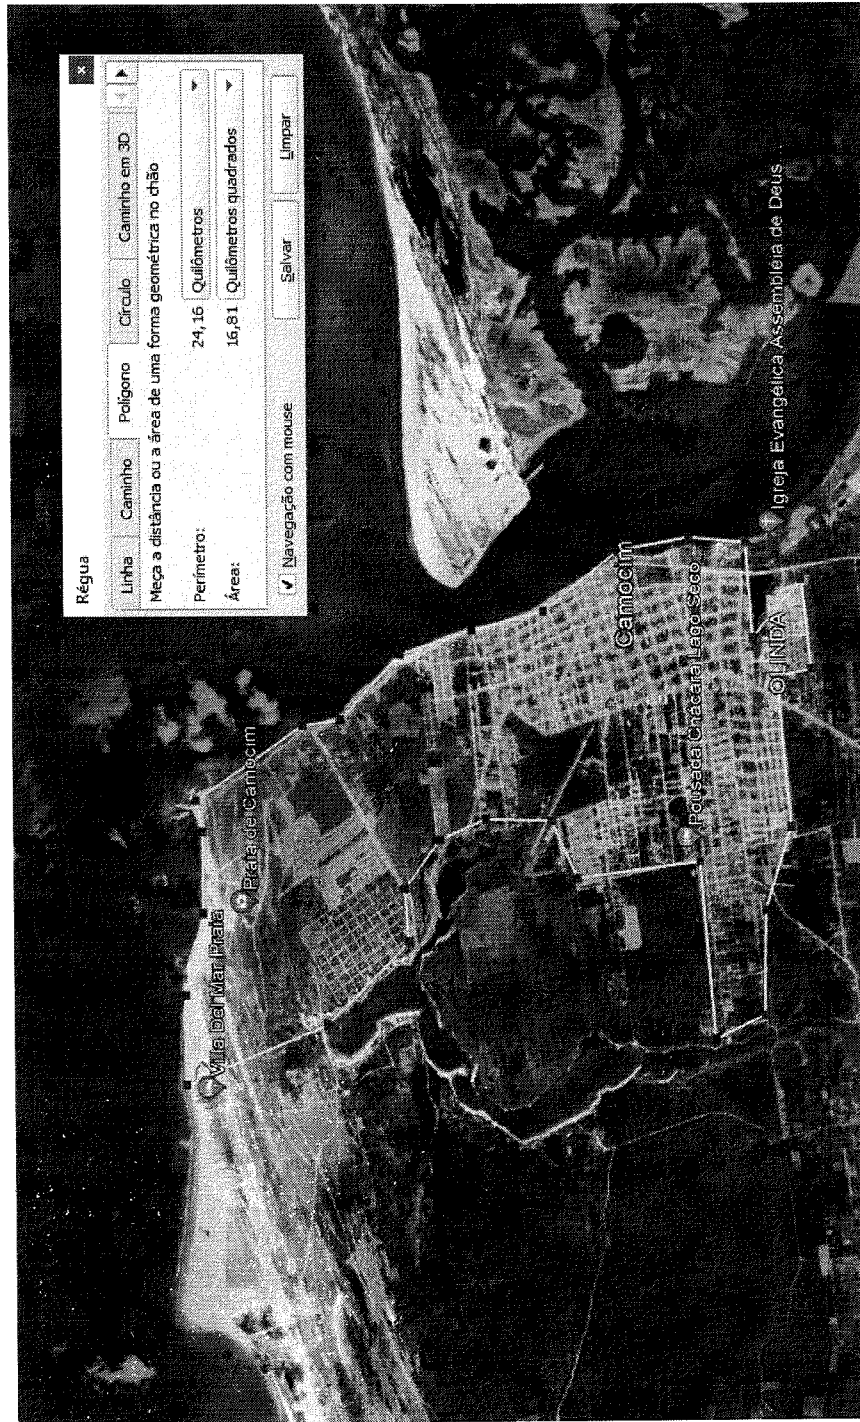 Régua
Linha Caminho Polígono Círculo Caminho em 3D
Meça a distância ou a área de uma forma geométrica no chão
Perímetro: 24,16 Quilômetros
Área: 16,81 Quilômetros quadrados
Navegação com mouse Salvar Limpar
Villa Del Mar Praia
Praia de Camocim
Camocim
Pousada Chácara Lago Seco
OLINDA
Igreja Evangélica Assembleia de Deus...